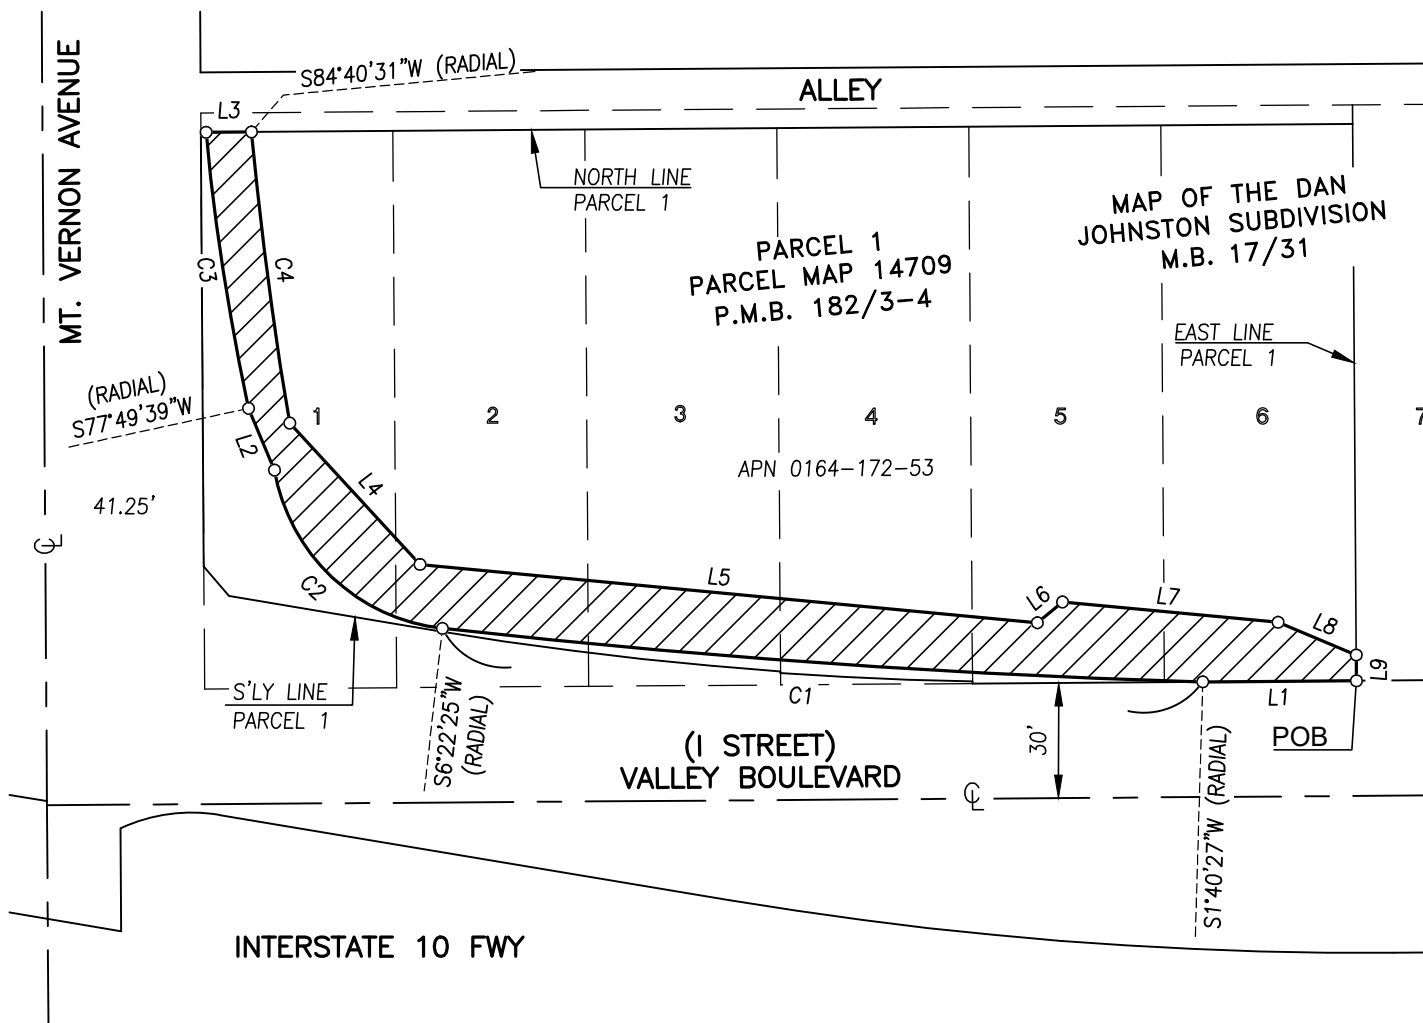 MT. VERNON AVENUE
S84°40'31"W (RADIAL)
ALLEY
L3
NORTH LINE
PARCEL 1
MAP OF THE DAN
JOHNSTON SUBDIVISION
M.B. 17/31
PARCEL 1
PARCEL MAP 14709
P.M.B. 182/3-4
C3
C4
EAST LINE
PARCEL 1
(RADIAL)
S77°49'39"W
1
2
3
4
5
6
7
L2
L4
APN 0164-172-53
41.25'
CL
C2
L5
L6
L7
L8
L9
S'LY LINE
PARCEL 1
S6°22'25"W
(RADIAL)
C1
L1
POB
30'
(I STREET)
VALLEY BOULEVARD
CL
S1°40'27"W (RADIAL)
INTERSTATE 10 FWY